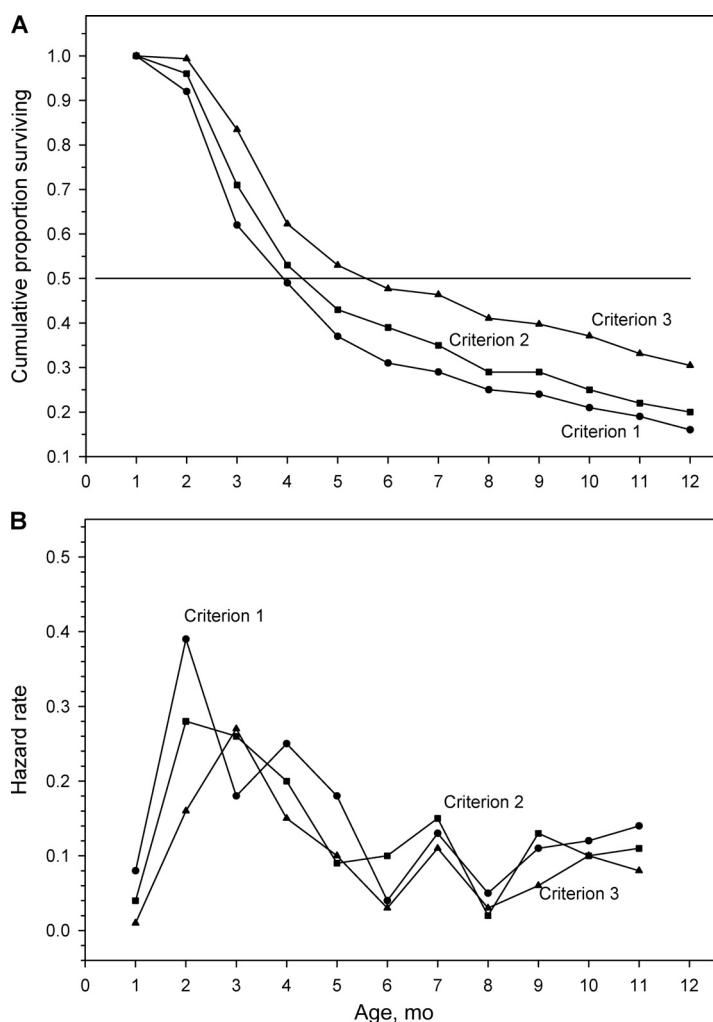 A
Cumulative proportion surviving
1.0
0.9
0.8
0.7
0.6
0.5
0.4
0.3
0.2
0.1
Criterion 3
Criterion 2
Criterion 1
0 1 2 3 4 5 6 7 8 9 10 11 12
B
Hazard rate
0.5
0.4
0.3
0.2
0.1
0.0
Criterion 1
Criterion 2
Criterion 3
0 1 2 3 4 5 6 7 8 9 10 11 12
Age, mo